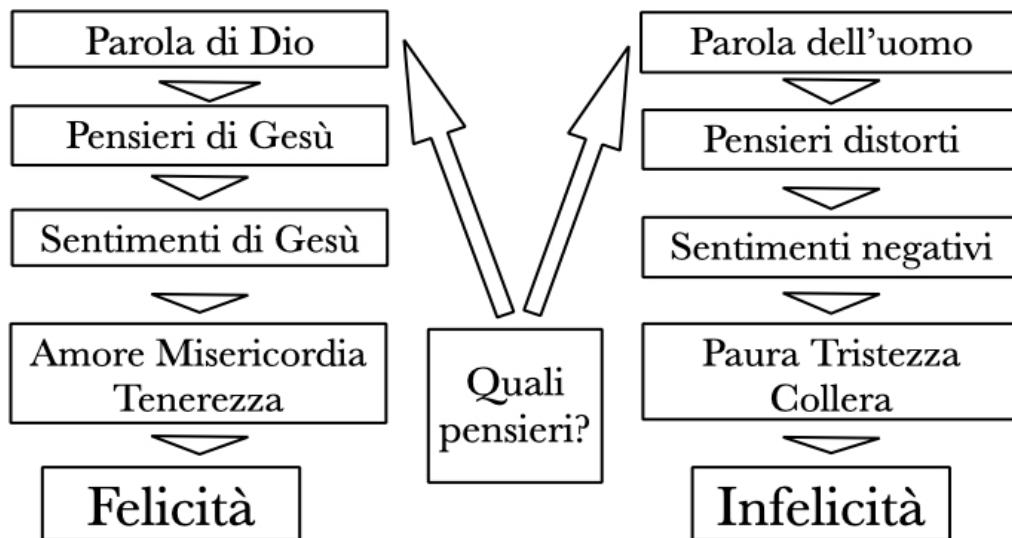 Parola di Dio
Pensieri di Gesù
Sentimenti di Gesù
Amore Misericordia
Tenerezza
Felicità
Quali
pensieri?
Parola dell’uomo
Pensieri distorti
Sentimenti negativi
Paura Tristezza
Collera
Infelicità